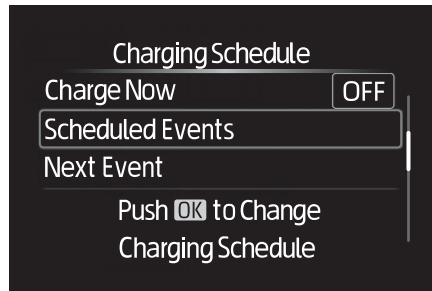 Charging Schedule
Charge Now OFF
Scheduled Events
Next Event
Push OK to Change
Charging Schedule